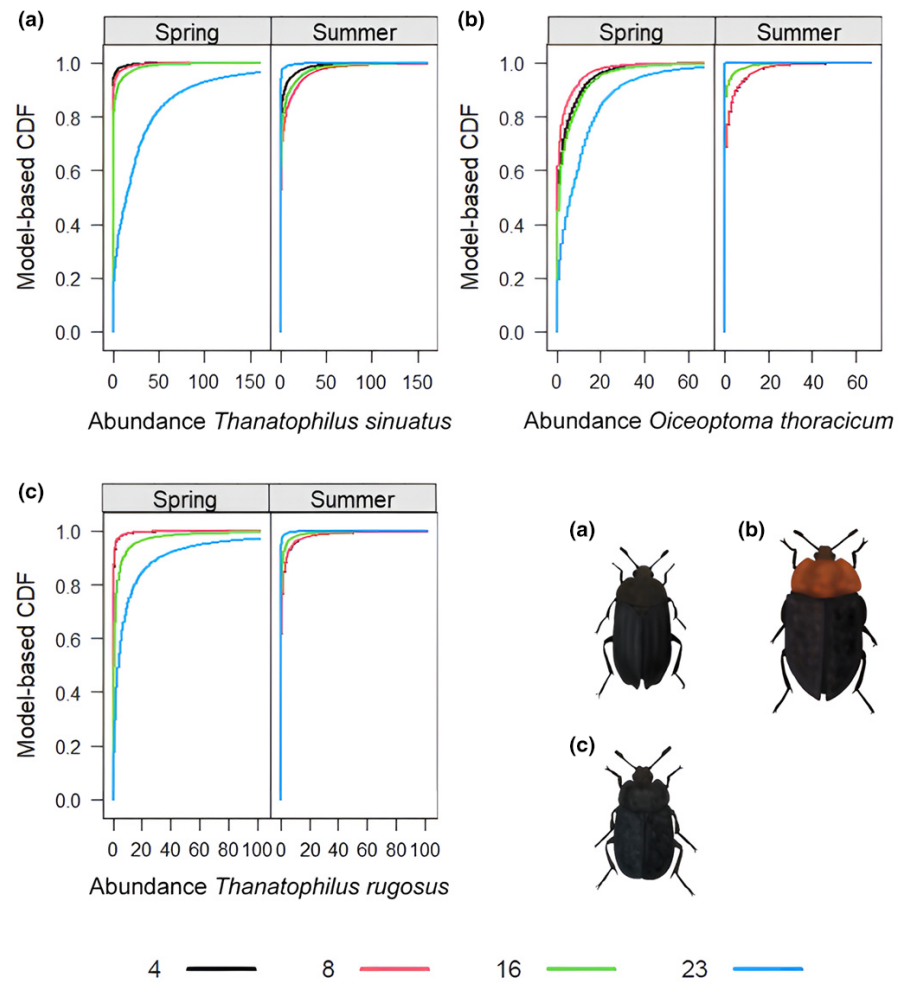 (a)
Spring Summer
1.0
0.8
0.6
0.4
0.2
0.0
Model-based CDF
0 50 100 150 0 50 100 150
Abundance Thanatophilus sinuatus
(b)
Spring Summer
1.0
0.8
0.6
0.4
0.2
0.0
Model-based CDF
0 20 40 60 0 20 40 60
Abundance Oiceoptoma thoracicum
(c)
Spring Summer
1.0
0.8
0.6
0.4
0.2
0.0
Model-based CDF
0 20 40 60 80 100 0 20 40 60 80 100
Abundance Thanatophilus rugosus
(a) (b)
(c)
4 8 16 23